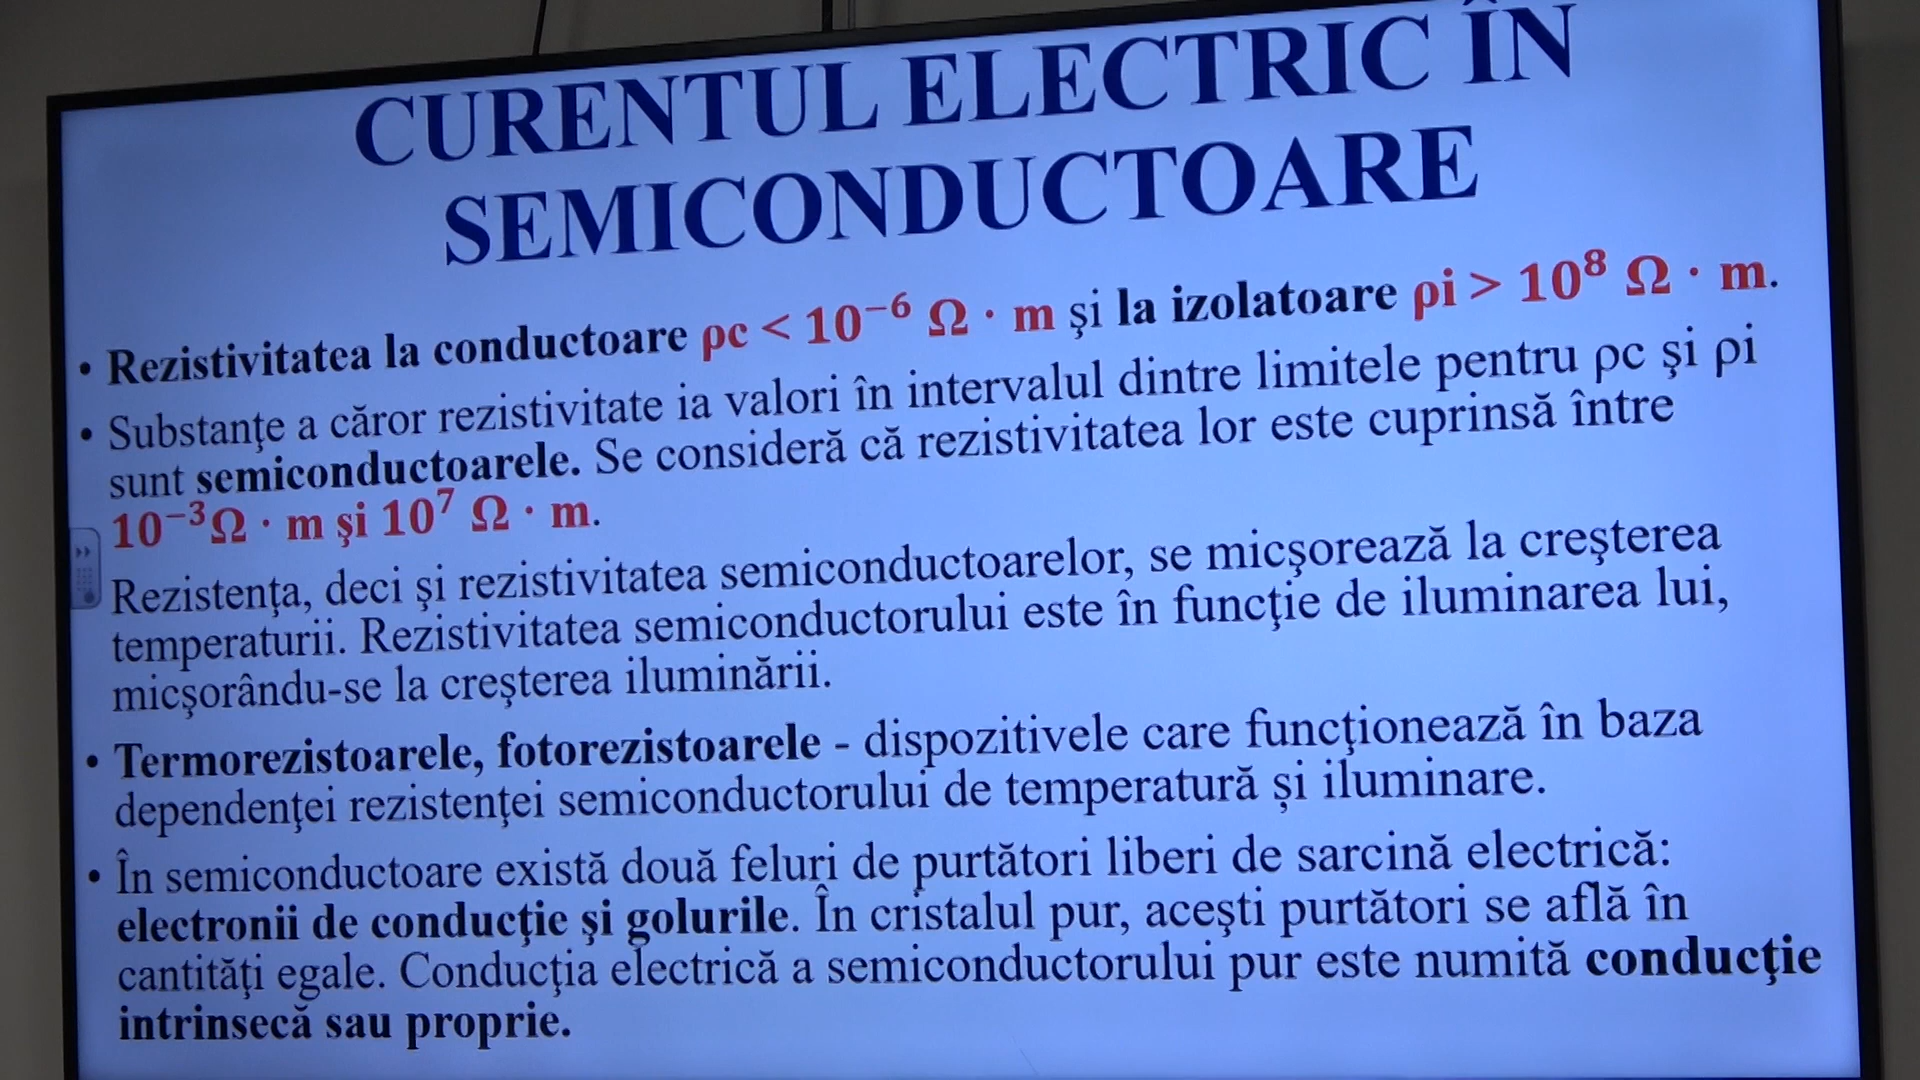 CURENTUL ELECTRIC ÎN
SEMICONDUCTOARE
• Rezistivitatea la conductoare ρc < 10⁻⁶ Ω · m şi la izolatoare ρi > 10⁸ Ω · m.
• Substanţe a căror rezistivitate ia valori în intervalul dintre limitele pentru ρc şi ρi
sunt semiconductoarele. Se consideră că rezistivitatea lor este cuprinsă între
10⁻³Ω · m şi 10⁷ Ω · m.
Rezistenţa, deci şi rezistivitatea semiconductoarelor, se micşorează la creşterea
temperaturii. Rezistivitatea semiconductorului este în funcţie de iluminarea lui,
micşorându-se la creşterea iluminării.
• Termorezistoarele, fotorezistoarele - dispozitivele care funcţionează în baza
dependenţei rezistenţei semiconductorului de temperatură și iluminare.
• În semiconductoare există două feluri de purtători liberi de sarcină electrică:
electronii de conducţie şi golurile. În cristalul pur, aceşti purtători se află în
cantităţi egale. Conducţia electrică a semiconductorului pur este numită conducţie
intrinsecă sau proprie.